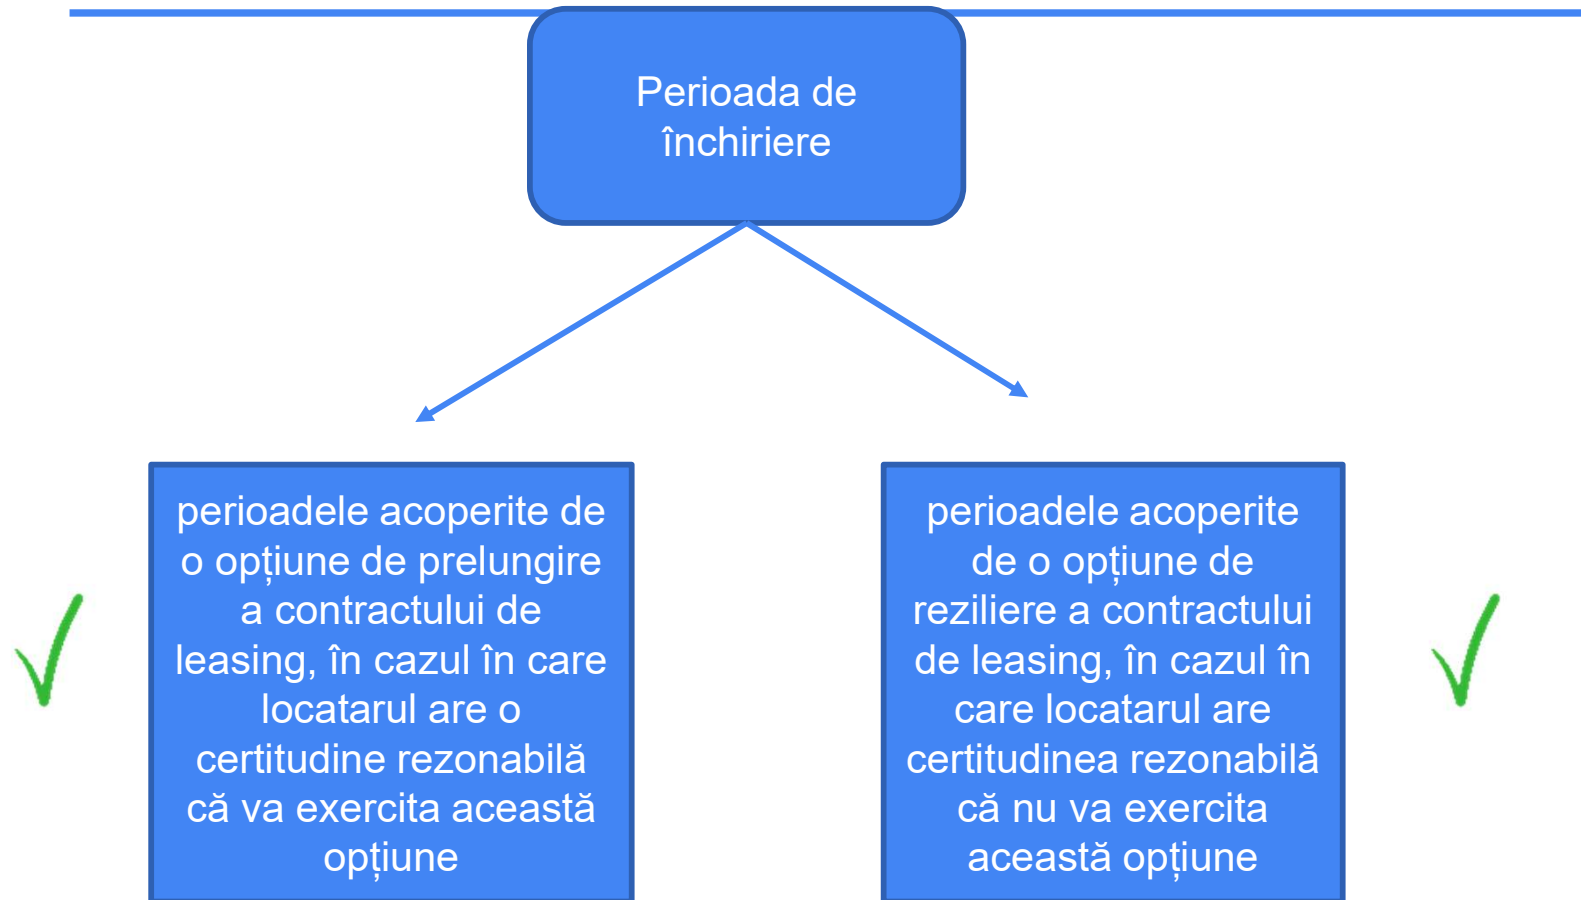 Perioada de
închiriere
perioadele acoperite de
o opțiune de prelungire
a contractului de
leasing, în cazul în care
locatarul are o
certitudine rezonabilă
că va exercita această
opțiune
perioadele acoperite
de o opțiune de
reziliere a contractului
de leasing, în cazul în
care locatarul are
certitudinea rezonabilă
că nu va exercita
această opțiune